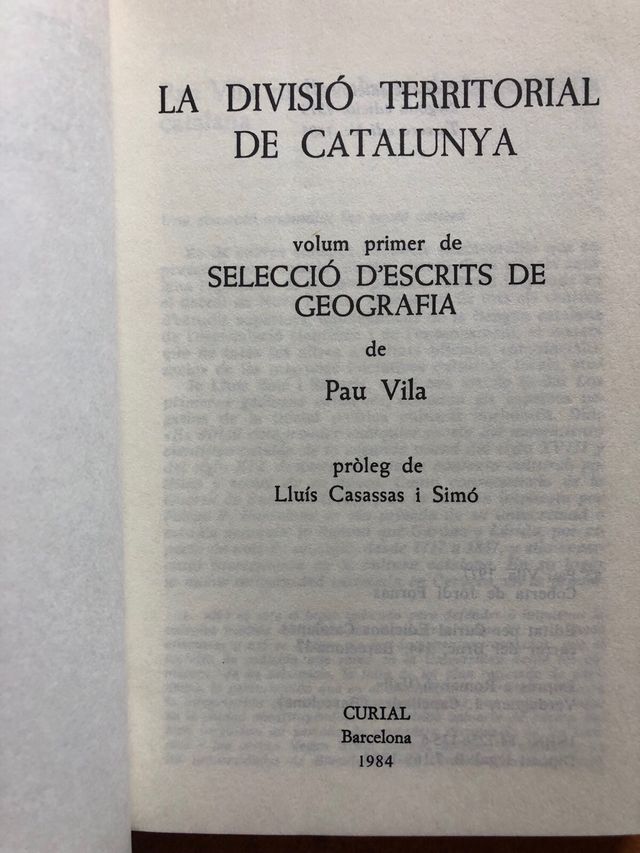 LA DIVISIÓ TERRITORIAL
DE CATALUNYA
volum primer de
SELECCIÓ D'ESCRITS DE
GEOGRAFIA
de
Pau Vila
pròleg de
Lluís Casassas i Simó
CURIAL
Barcelona
1984